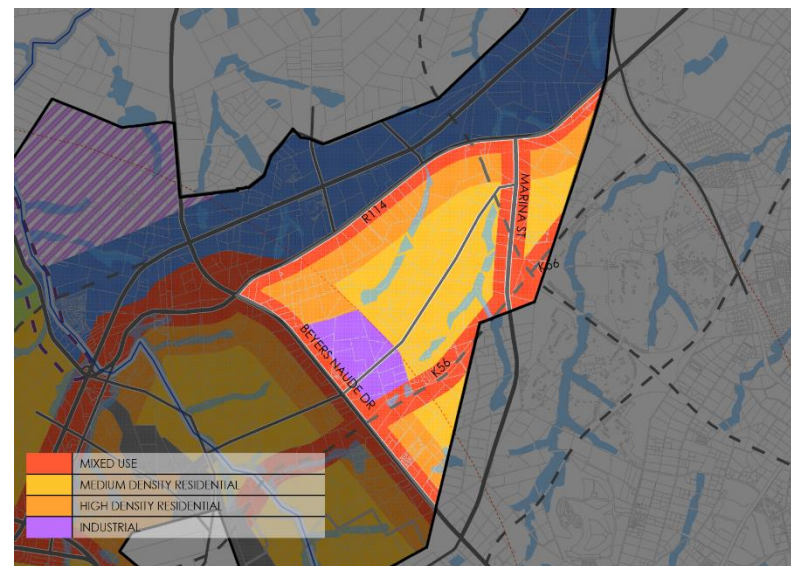 MARINA ST
R114
K56
BEYERS NAUDE DR
K56
MIXED USE
MEDIUM DENSITY RESIDENTIAL
HIGH DENSITY RESIDENTIAL
INDUSTRIAL